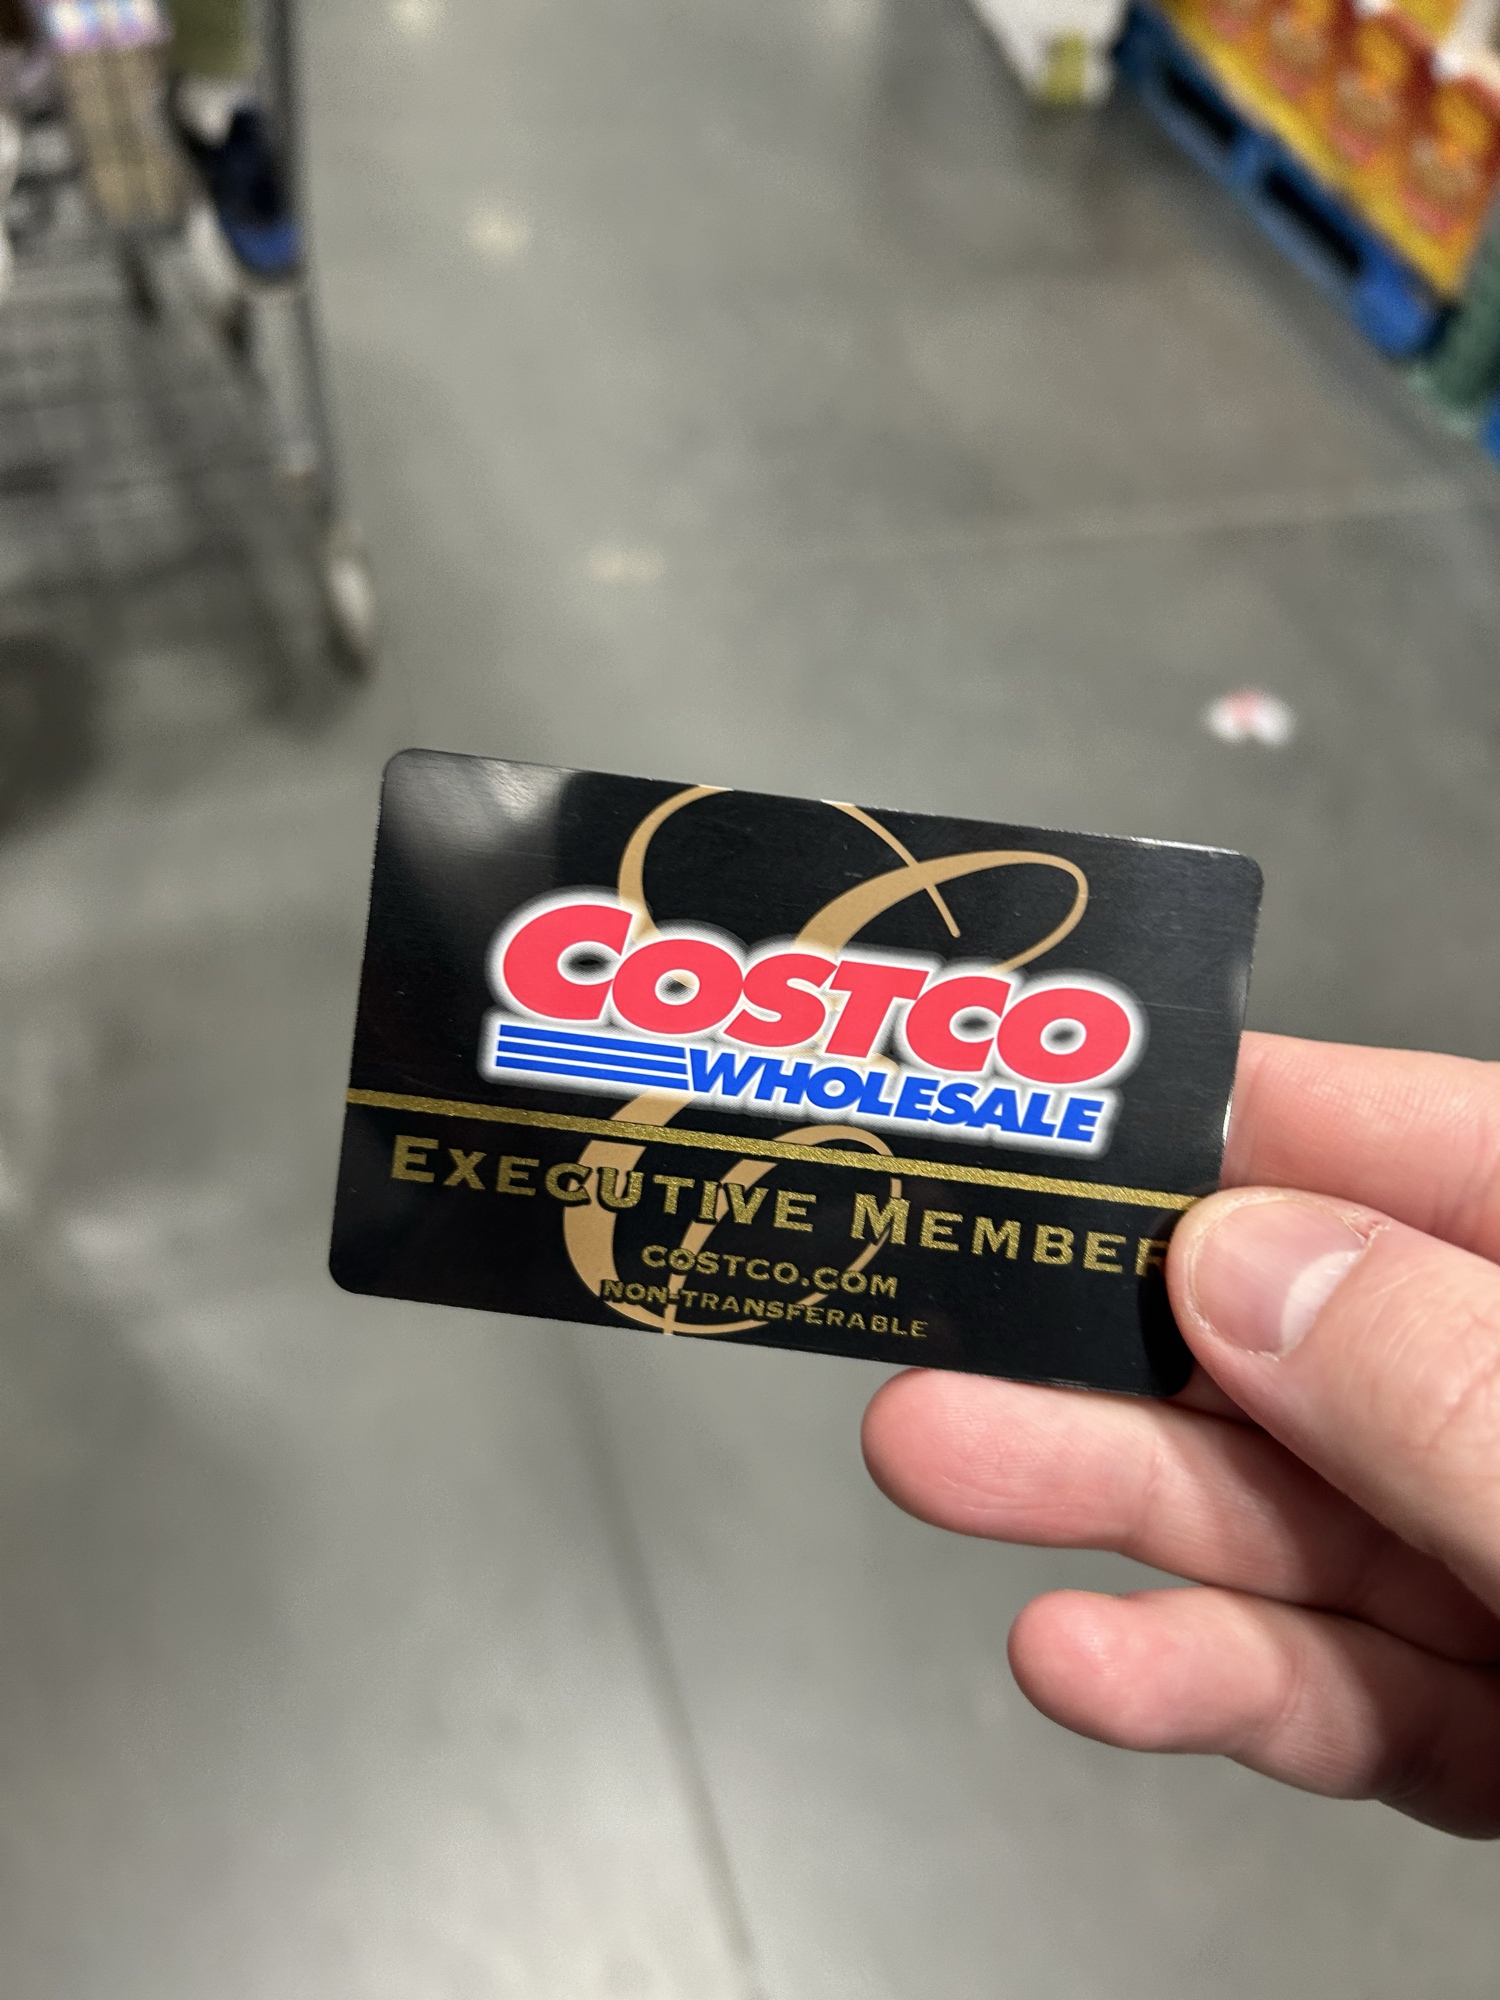 COSTCO
WHOLESALE
EXECUTIVE MEMBER
COSTCO.COM
NON-TRANSFERABLE